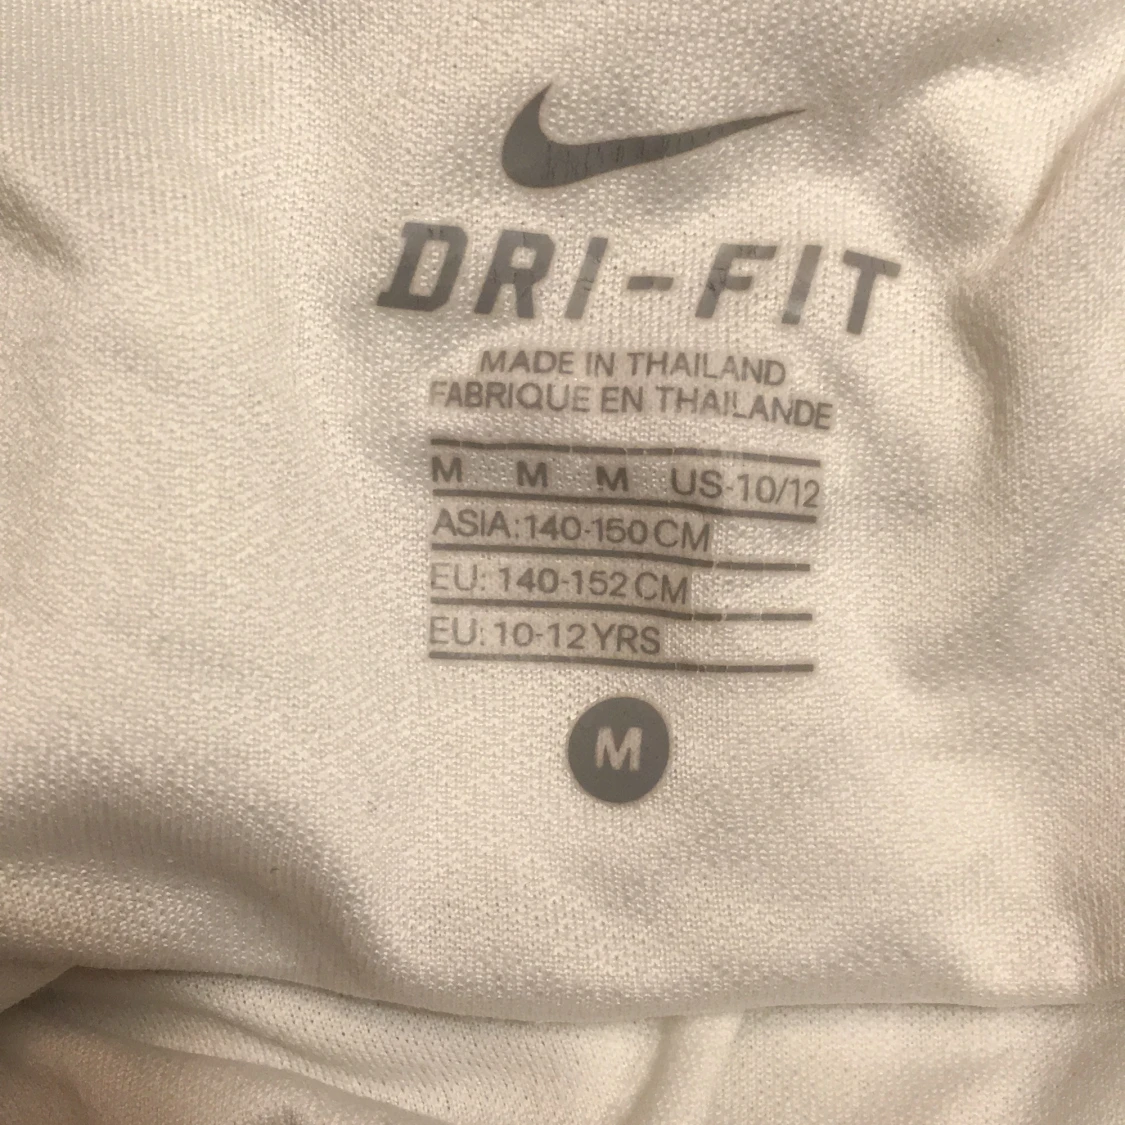 DRI-FIT
MADE IN THAILAND
FABRIQUE EN THAILANDE
M M M US-10/12
ASIA: 140-150 CM
EU: 140-152 CM
EU: 10-12 YRS
M